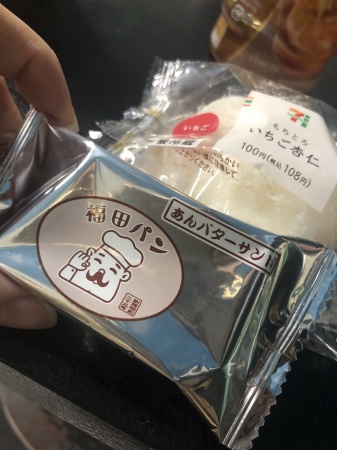 7
もちとろ
いちご杏仁
100円(税込108円)
いちご
福田パン
あんバターサンド